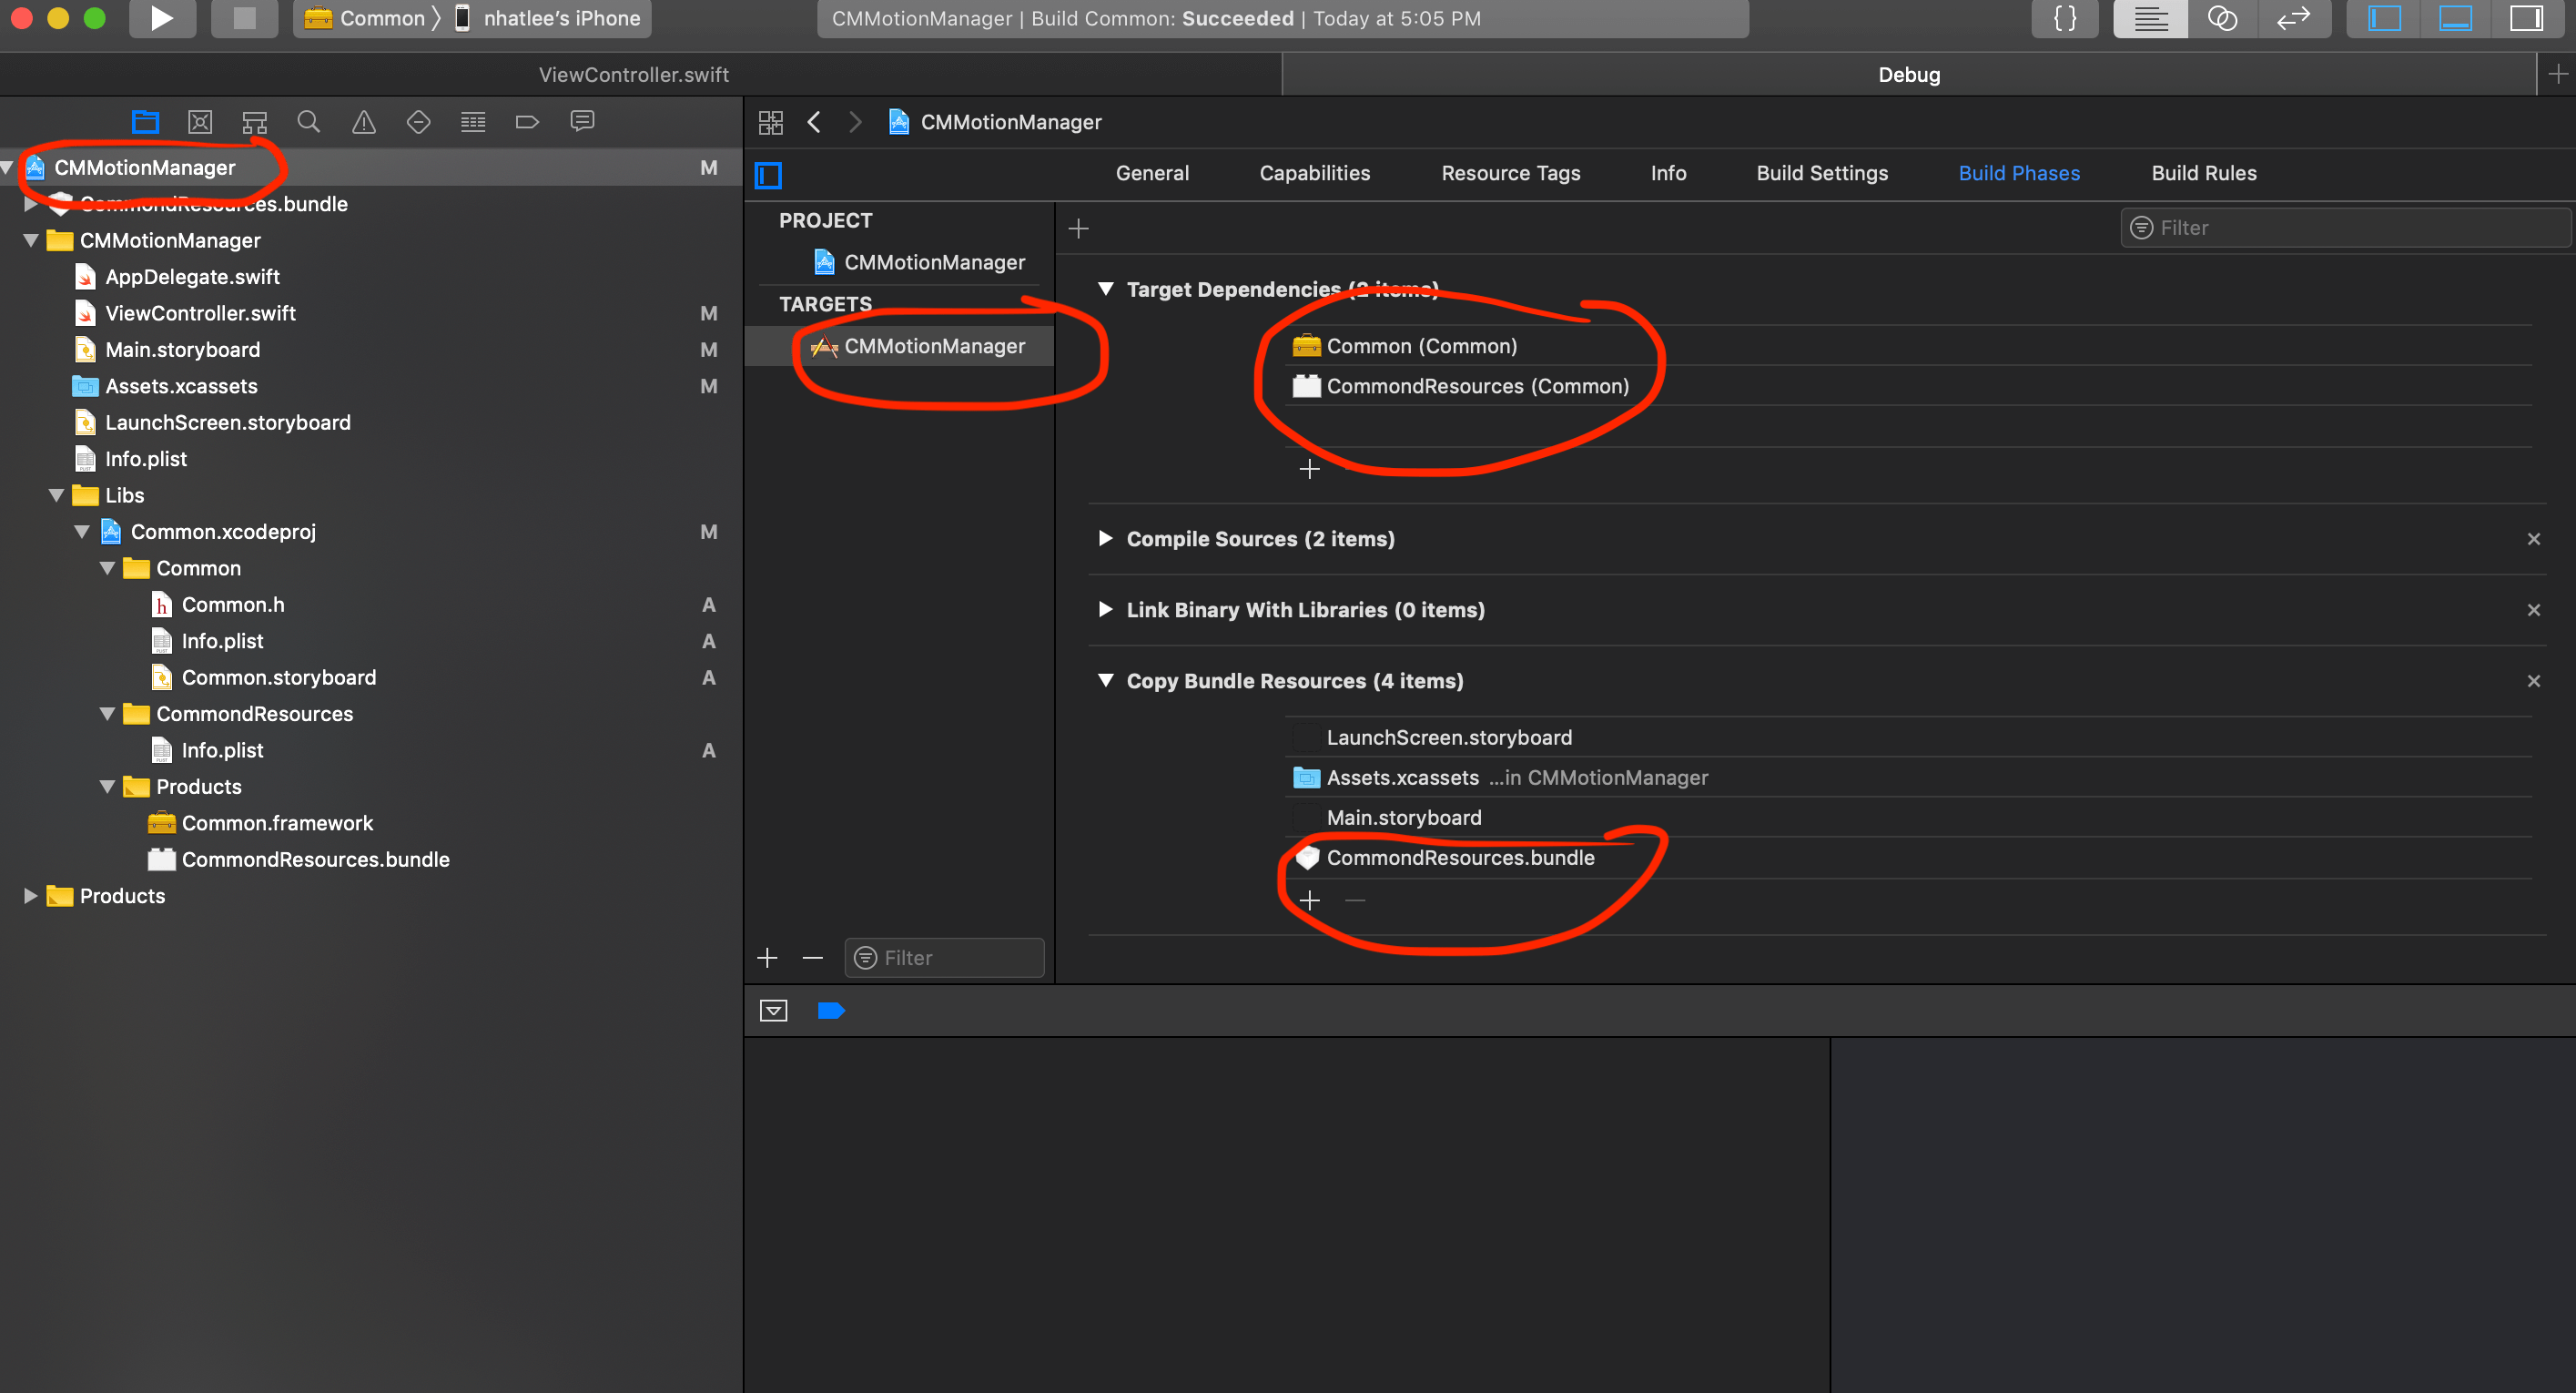 Common 〉 nhatlee’s iPhone
CMMotionManager | Build Common: Succeeded | Today at 5:05 PM
{ }
ViewController.swift
Debug
CMMotionManager
CMMotionManager M
CommondResources.bundle
CMMotionManager
AppDelegate.swift
ViewController.swift M
Main.storyboard M
Assets.xcassets M
LaunchScreen.storyboard
Info.plist
Libs
Common.xcodeproj M
Common
Common.h A
Info.plist A
Common.storyboard A
CommondResources
Info.plist A
Products
Common.framework
CommondResources.bundle
Products
General Capabilities Resource Tags Info Build Settings Build Phases Build Rules
PROJECT
CMMotionManager
TARGETS
CMMotionManager
Filter
Filter
Target Dependencies (2 items)
Common (Common)
CommondResources (Common)
Compile Sources (2 items)
Link Binary With Libraries (0 items)
Copy Bundle Resources (4 items)
LaunchScreen.storyboard
Assets.xcassets ...in CMMotionManager
Main.storyboard
CommondResources.bundle